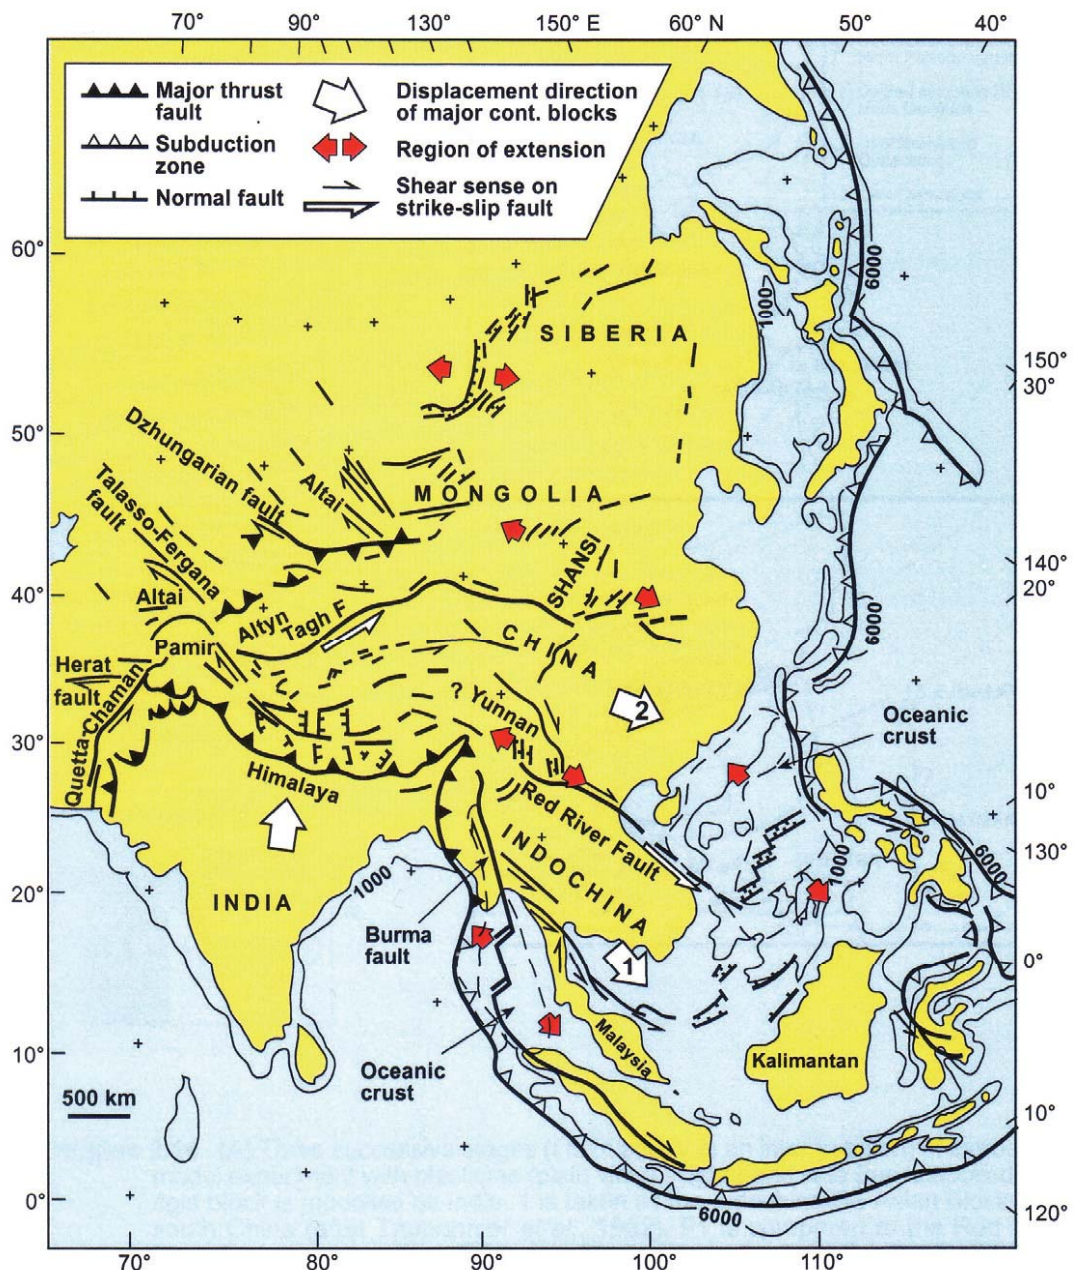 70°
90°
130°
150° E
60° N
50°
40°
Major thrust
fault
Subduction
zone
Normal fault
Displacement direction
of major cont. blocks
Region of extension
Shear sense on
strike-slip fault
60°
50°
40°
30°
20°
10°
0°
6000
1000
SIBERIA
150°
30°
Dzhungarian fault
Altai
Talasso-Fergana
fault
MONGOLIA
SHANSI
140°
20°
6000
Altai
Altyn
Tagh F
Pamir
CHINA
Herat
fault
Quetta-Chaman
? Yunnan
2
Oceanic
crust
Himalaya
Red River Fault
10°
6000
130°
INDOCHINA
1000
1000
INDIA
Burma
fault
1
0°
Malaysia
Kalimantan
Oceanic
crust
500 km
10°
6000
120°
70°
80°
90°
100°
110°